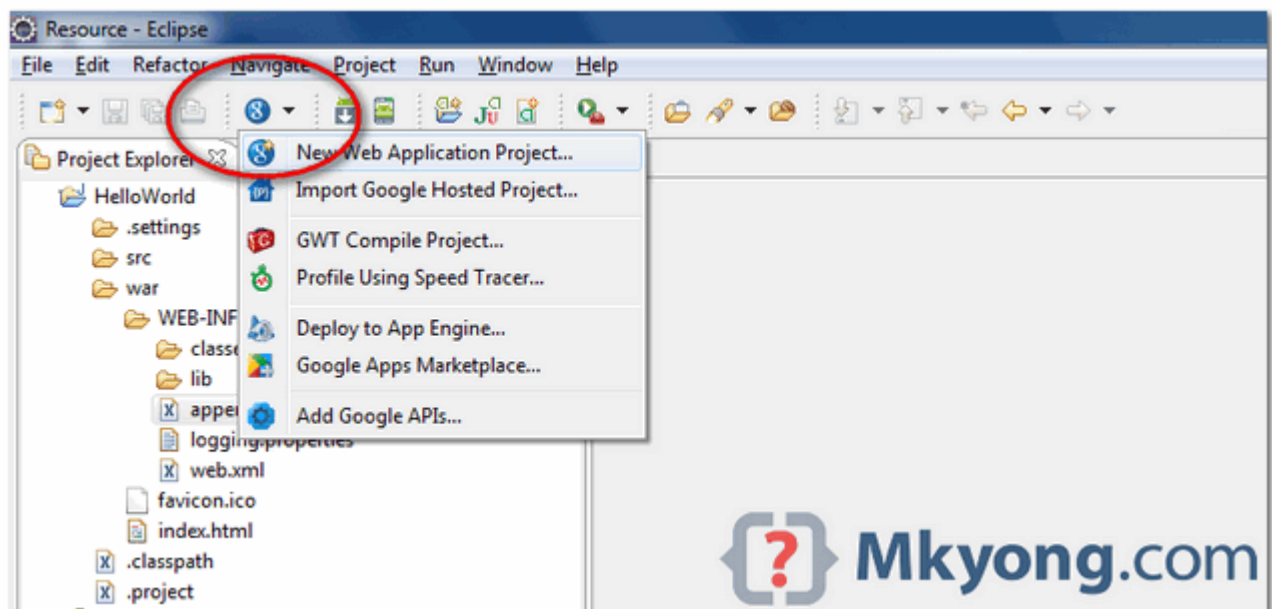 Resource - Eclipse
File Edit Refactor Navigate Project Run Window Help
Project Explorer
New Web Application Project...
HelloWorld
Import Google Hosted Project...
.settings
GWT Compile Project...
src
Profile Using Speed Tracer...
war
WEB-INF
Deploy to App Engine...
classe
Google Apps Marketplace...
lib
appe
Add Google APIs...
logging.properties
web.xml
favicon.ico
index.html
.classpath
.project
Mkyong.com